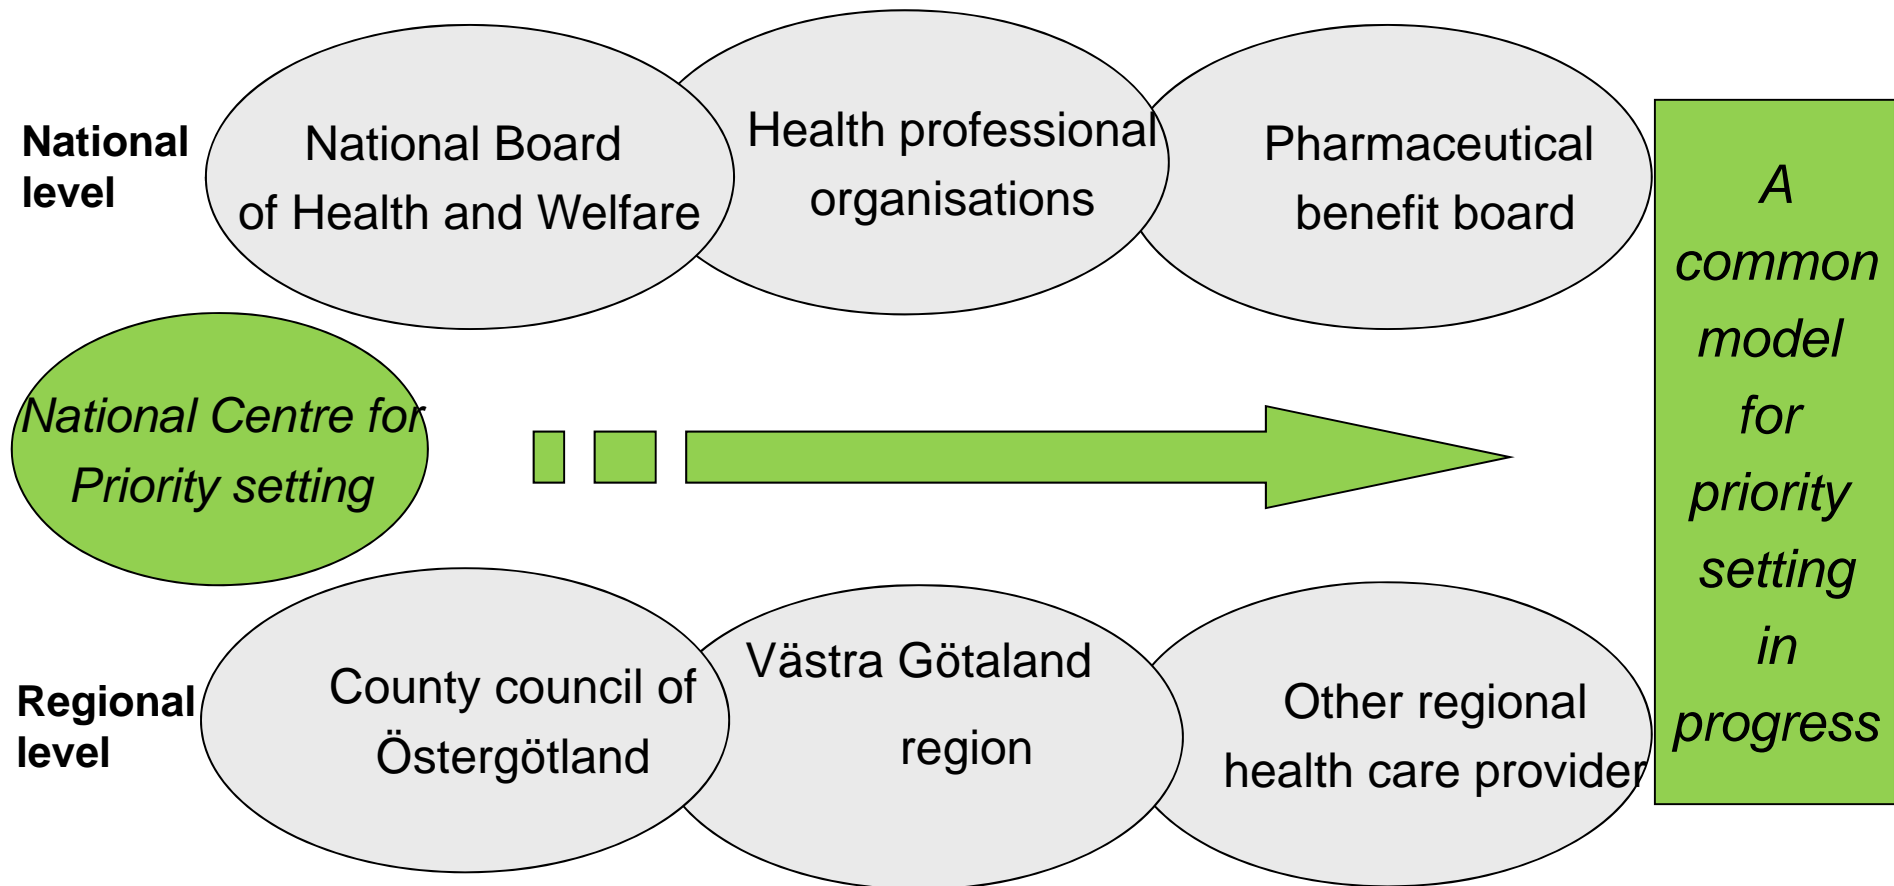 National
level
National Board
of Health and Welfare
Health professional
organisations
Pharmaceutical
benefit board
National Centre for
Priority setting
Regional
level
County council of
Östergötland
Västra Götaland
region
Other regional
health care provider
A
common
model
for
priority
setting
in
progress